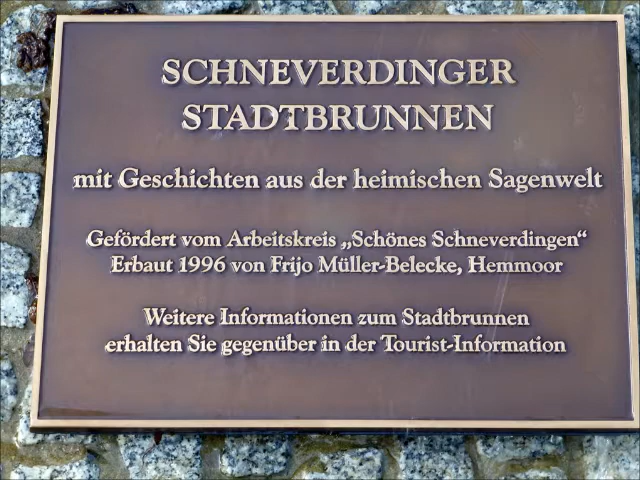 SCHNEVERDINGER
STADTBRUNNEN
mit Geschichten aus der heimischen Sagenwelt
Gefördert vom Arbeitskreis „Schönes Schneverdingen“
Erbaut 1996 von Frijo Müller-Belecke, Hemmoor
Weitere Informationen zum Stadtbrunnen
erhalten Sie gegenüber in der Tourist-Information